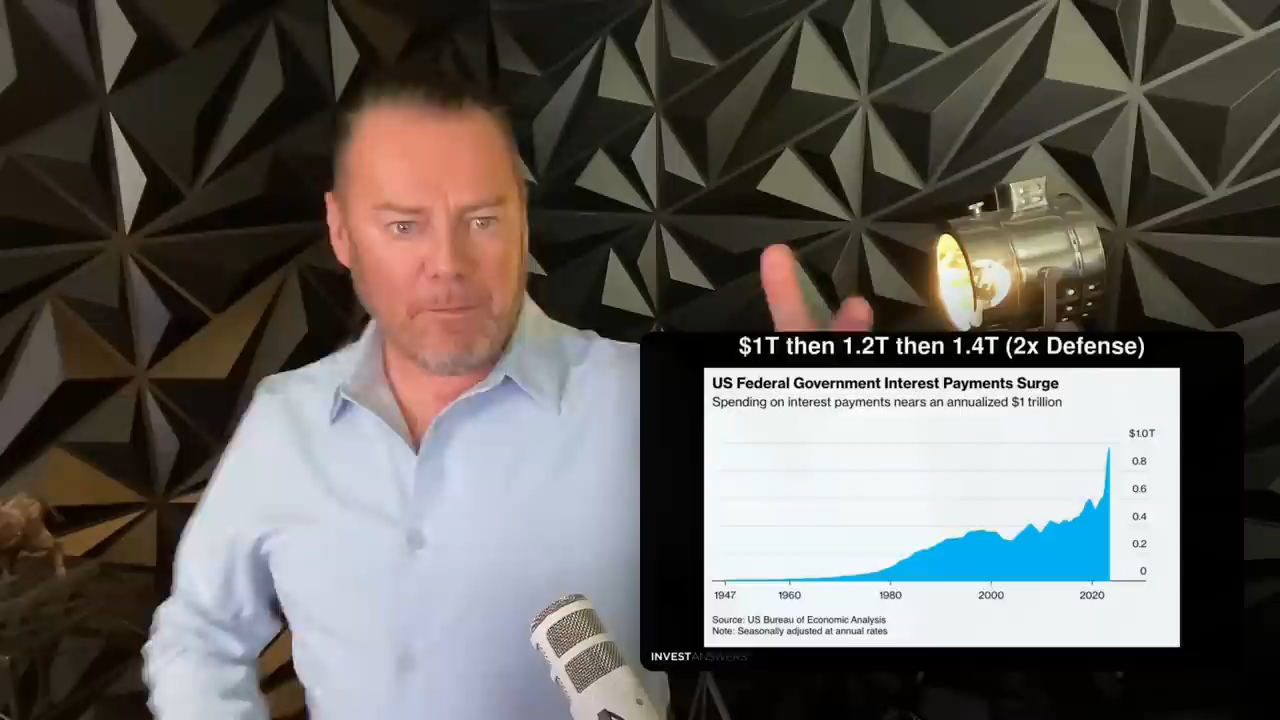 $1T then 1.2T then 1.4T (2x Defense)
US Federal Government Interest Payments Surge
Spending on interest payments nears an annualized $1 trillion
$1.0T
0.8
0.6
0.4
0.2
0
1947 1960 1980 2000 2020
Source: US Bureau of Economic Analysis
Note: Seasonally adjusted at annual rates
INVESTANSWERS